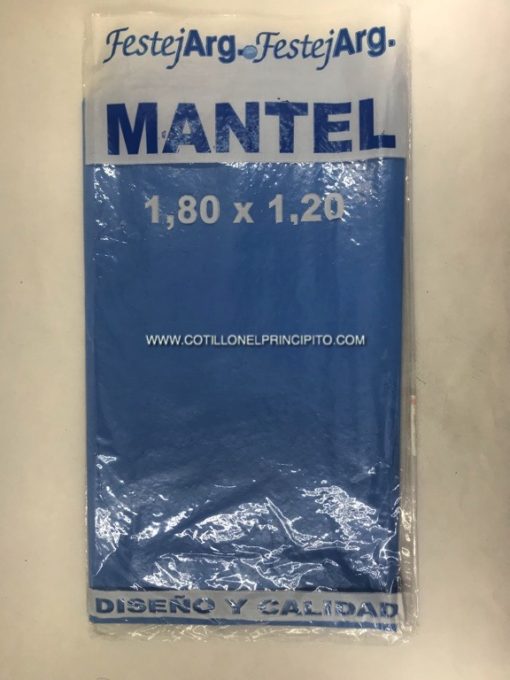 FestejArg. FestejArg.
MANTEL
1,80 x 1,20
WWW.COTILLONELPRINCIPITO.COM
DISEÑO Y CALIDAD